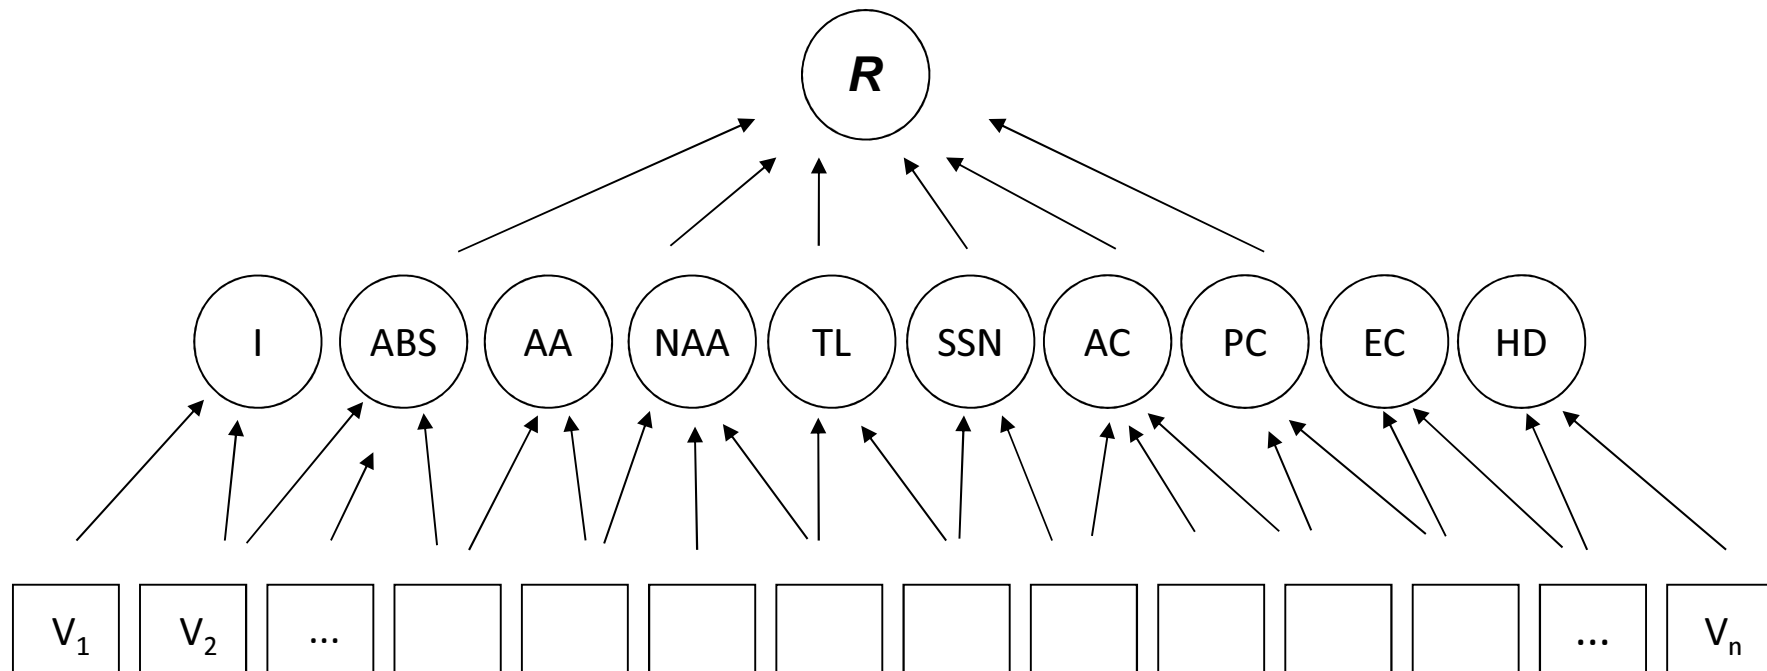 R
I ABS AA NAA TL SSN AC PC EC HD
V₁ V₂ ... ... Vₙ